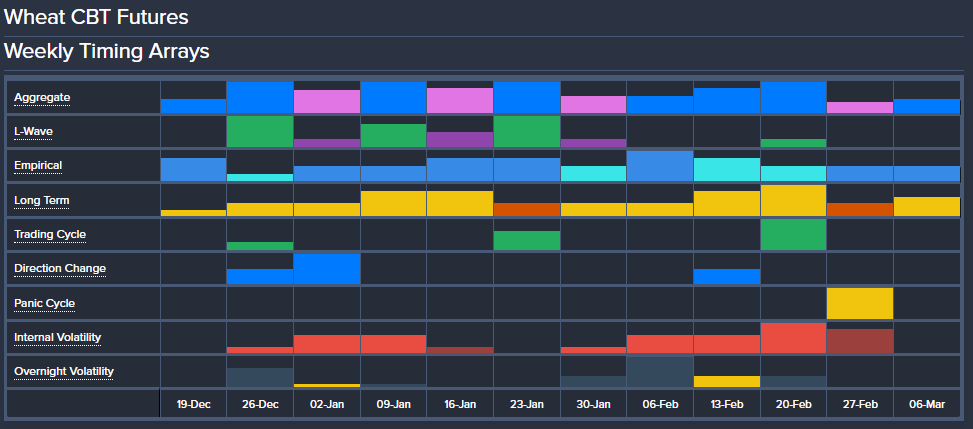 Wheat CBT Futures
Weekly Timing Arrays
Aggregate
L-Wave
Empirical
Long Term
Trading Cycle
Direction Change
Panic Cycle
Internal Volatility
Overnight Volatility
19-Dec 26-Dec 02-Jan 09-Jan 16-Jan 23-Jan 30-Jan 06-Feb 13-Feb 20-Feb 27-Feb 06-Mar